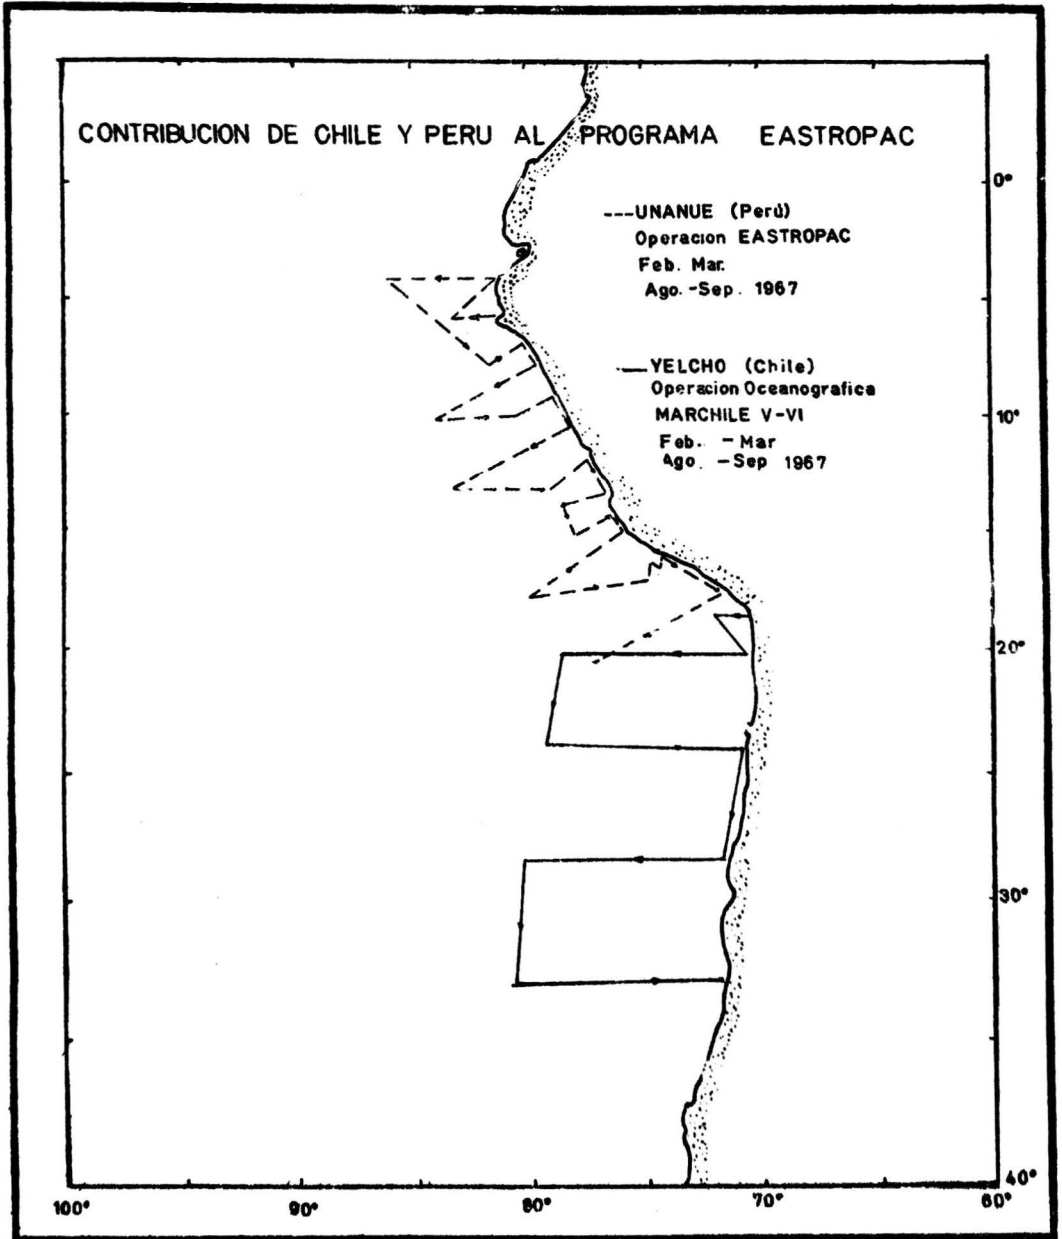 CONTRIBUCION DE CHILE Y PERU AL PROGRAMA EASTROPAC
0°
---UNANUE (Perú)
Operacion EASTROPAC
Feb. Mar.
Ago. -Sep. 1967
YELCHO (Chile)
Operacion Oceanografica
MARCHILE V-VI
Feb. - Mar
Ago. - Sep 1967
10°
20°
30°
40°
100°
90°
80°
70°
60°